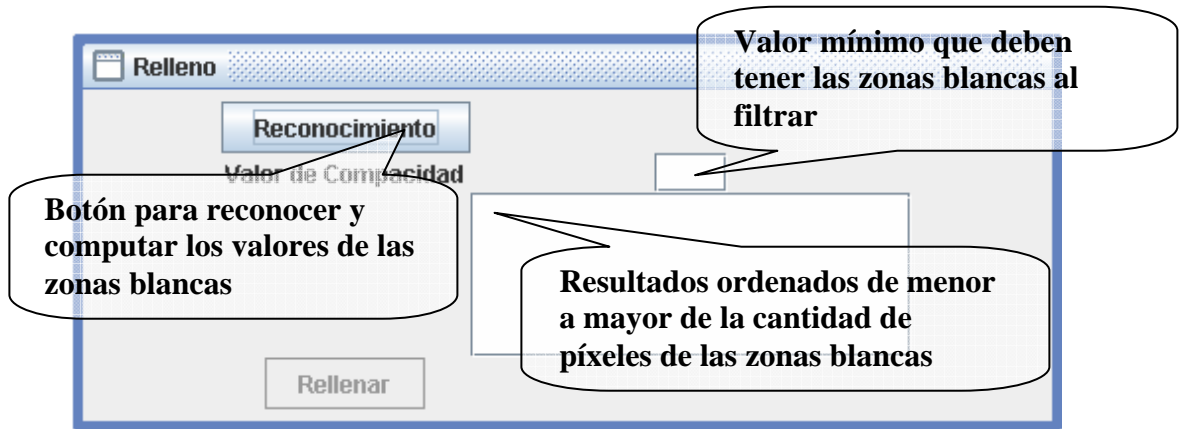 Relleno
Valor mínimo que deben
tener las zonas blancas al
filtrar
Reconocimiento
Valor de Compacidad
Botón para reconocer y
computar los valores de las
zonas blancas
Resultados ordenados de menor
a mayor de la cantidad de
píxeles de las zonas blancas
Rellenar